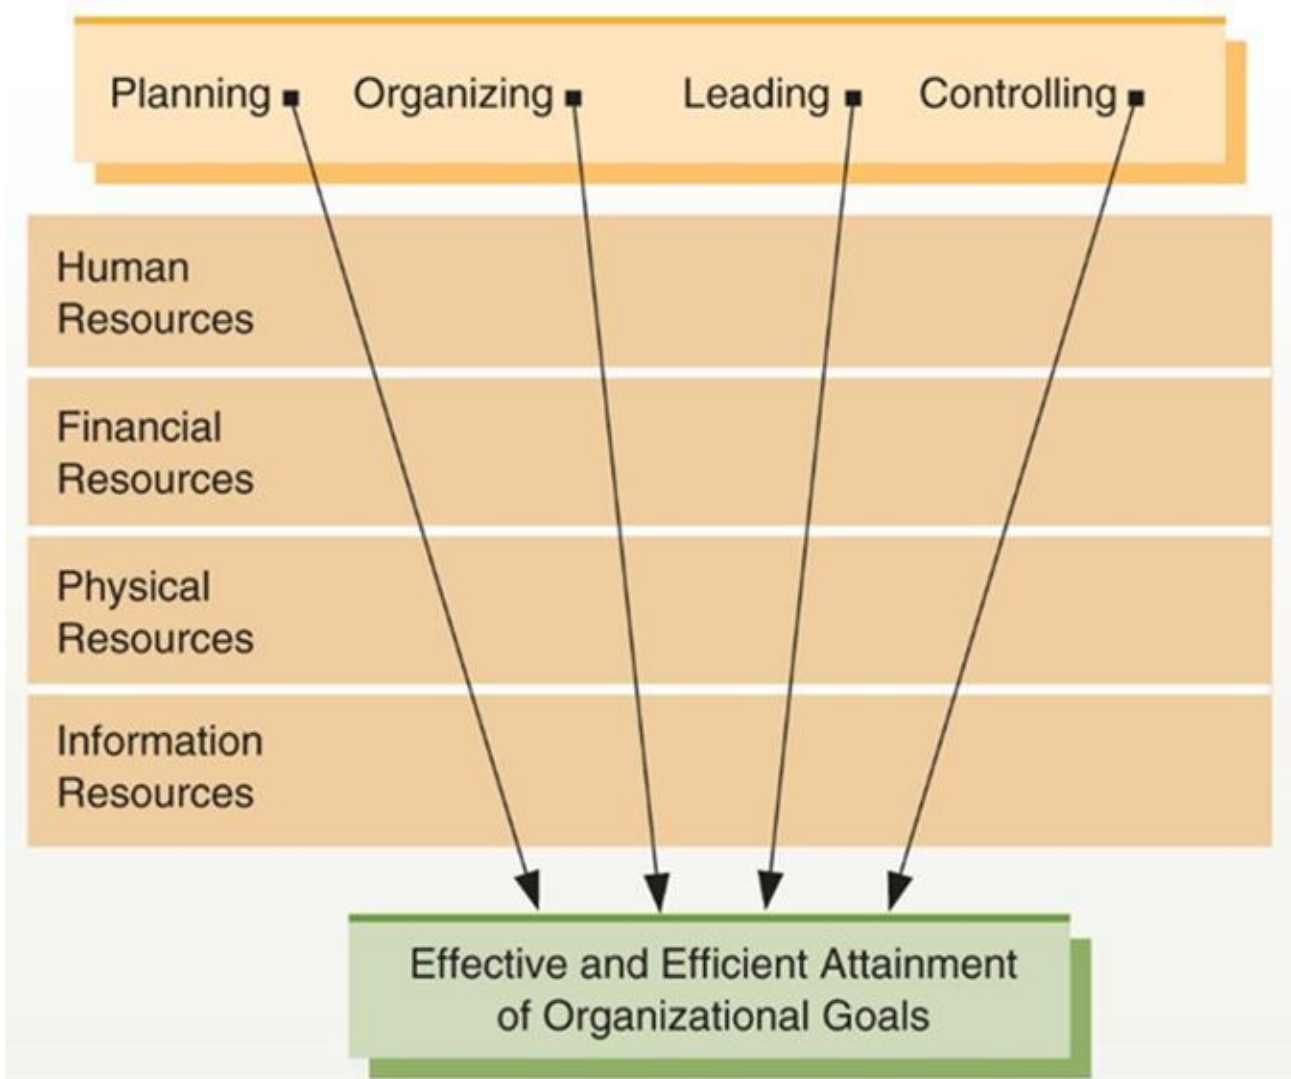 Planning Organizing Leading Controlling
Human
Resources
Financial
Resources
Physical
Resources
Information
Resources
Effective and Efficient Attainment
of Organizational Goals